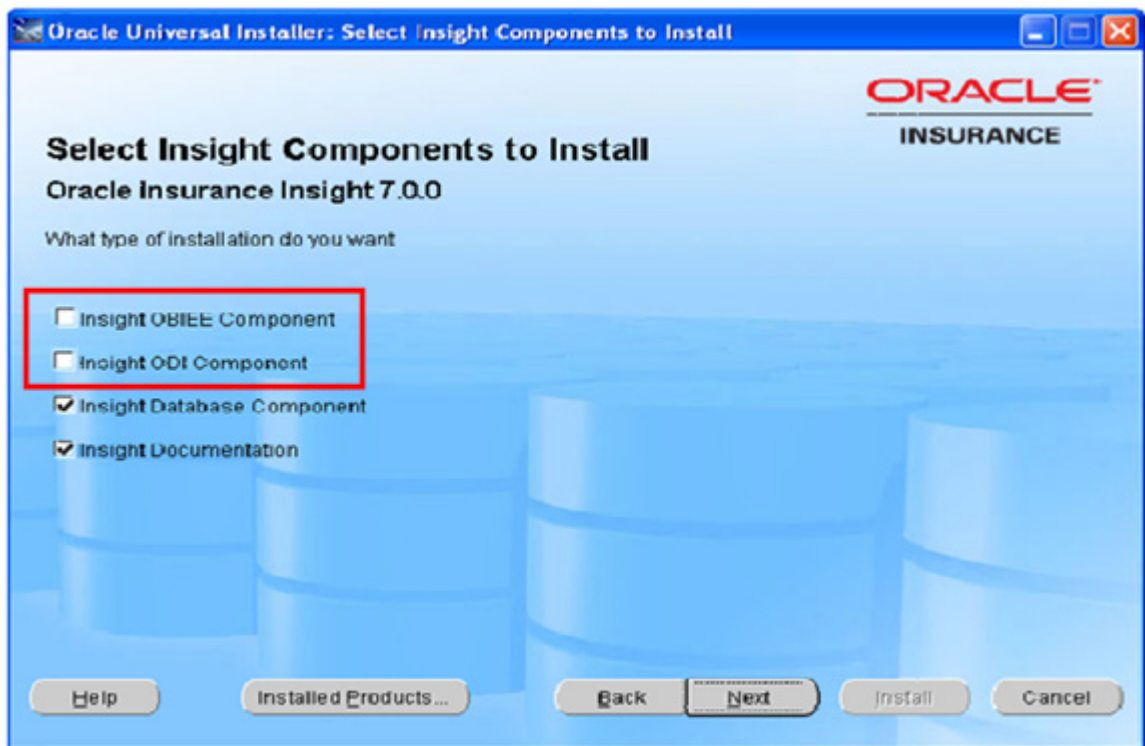 Oracle Universal Installer: Select Insight Components to Install
ORACLE
INSURANCE
Select Insight Components to Install
Oracle Insurance Insight 7.0.0
What type of installation do you want
Insight OBIEE Component
Insight ODI Component
Insight Database Component
Insight Documentation
Help Installed Products... Back Next Install Cancel